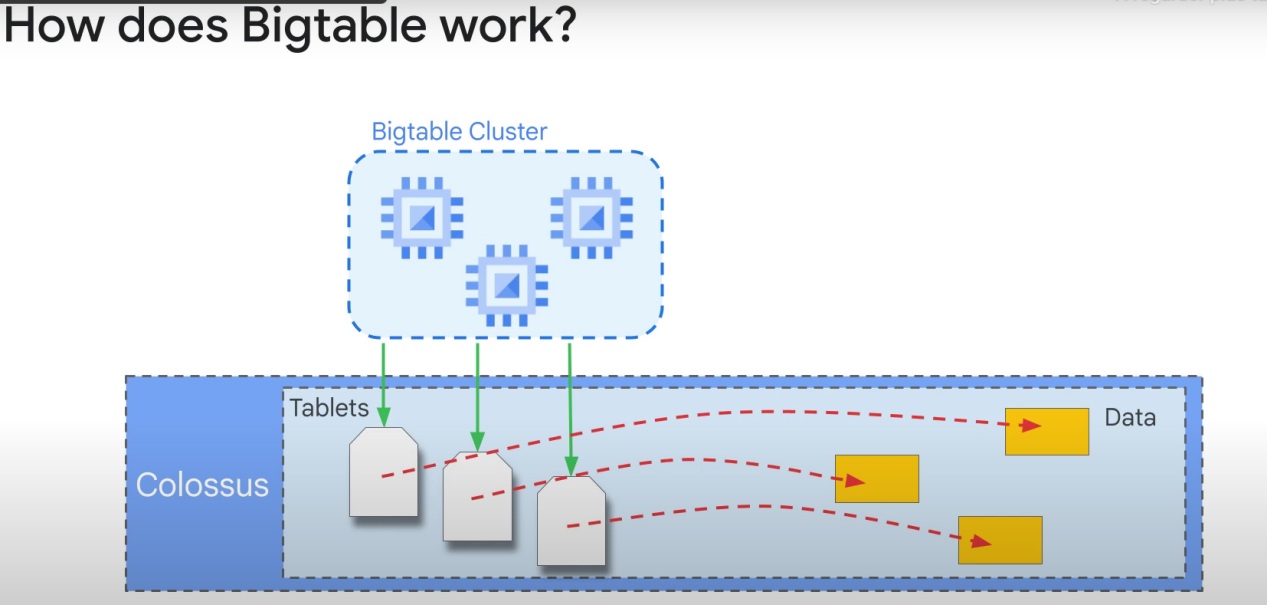 How does Bigtable work?
Bigtable Cluster
Tablets
Data
Colossus